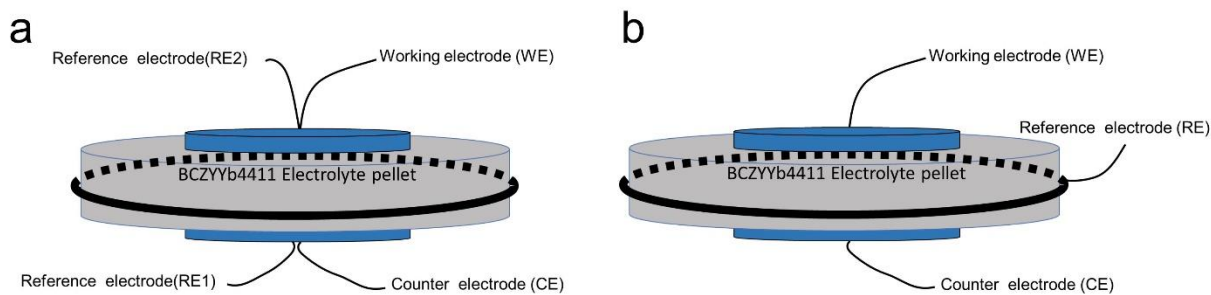 a
Reference electrode(RE2)
Working electrode (WE)
BCZYYb4411 Electrolyte pellet
Reference electrode(RE1)
Counter electrode (CE)
b
Working electrode (WE)
Reference electrode (RE)
BCZYYb4411 Electrolyte pellet
Counter electrode (CE)